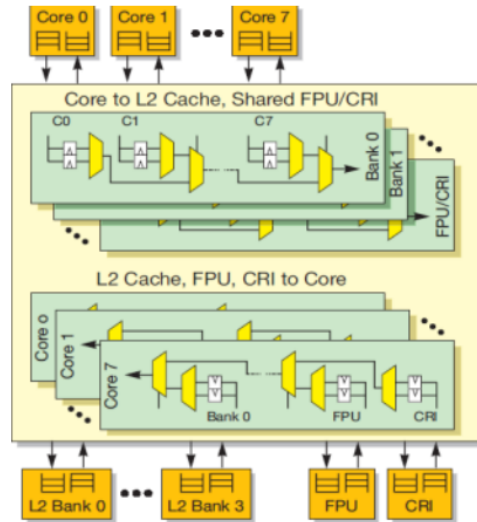 Core 0 Core 1 Core 7
Core to L2 Cache, Shared FPU/CRI
C0 C1 C7
Bank 0
Bank 1
FPU/CRI
L2 Cache, FPU, CRI to Core
Core o
Core 1
Core 7
Bank 0 FPU CRI
L2 Bank 0 L2 Bank 3 FPU CRI